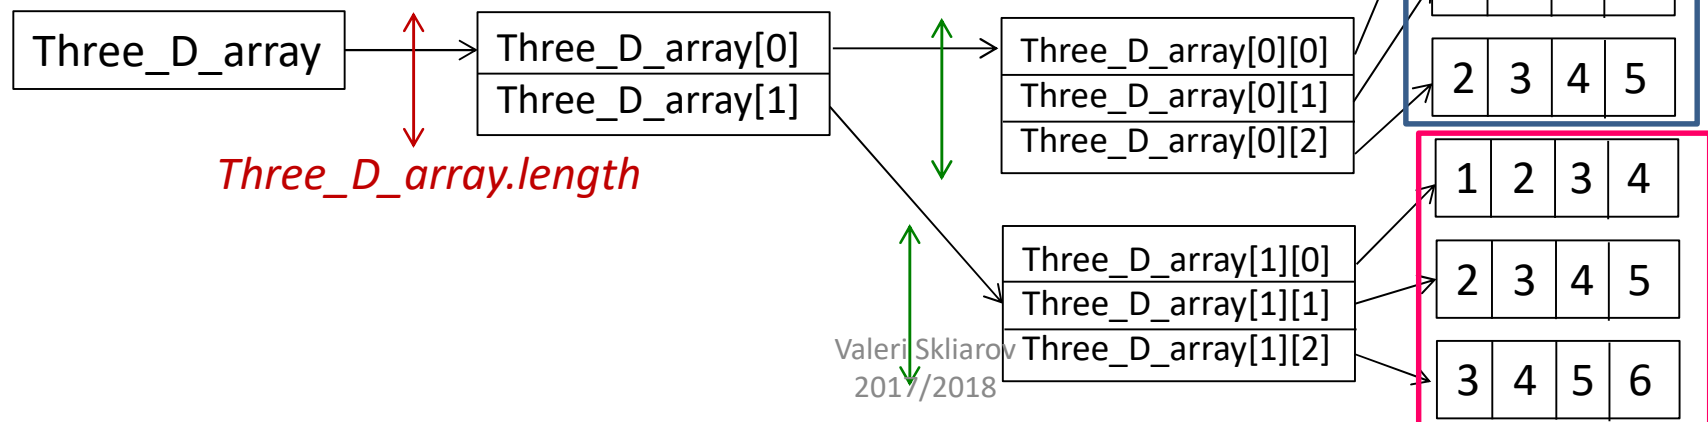 Three_D_array
Three_D_array[0]
Three_D_array[1]
Three_D_array.length
Three_D_array[0][0]
Three_D_array[0][1]
Three_D_array[0][2]
2 3 4 5
Three_D_array[1][0]
Three_D_array[1][1]
Three_D_array[1][2]
1 2 3 4
2 3 4 5
3 4 5 6
Valeri Skliarov
2017/2018